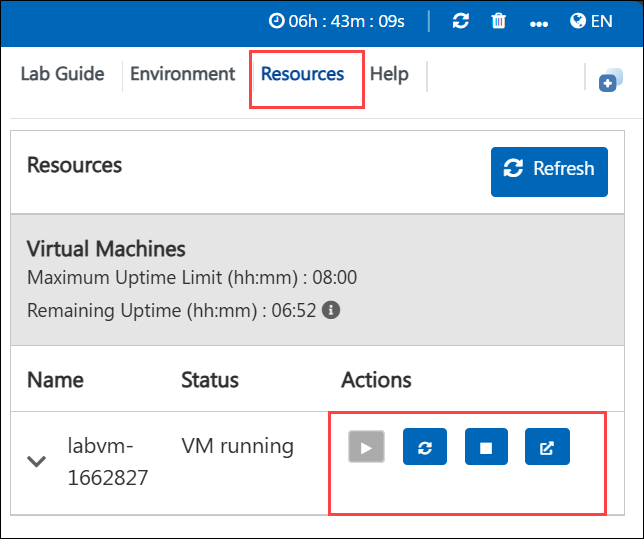 06h : 43m : 09s EN
Lab Guide Environment Resources Help
Resources Refresh
Virtual Machines
Maximum Uptime Limit (hh:mm) : 08:00
Remaining Uptime (hh:mm) : 06:52
Name Status Actions
labvm- VM running
1662827